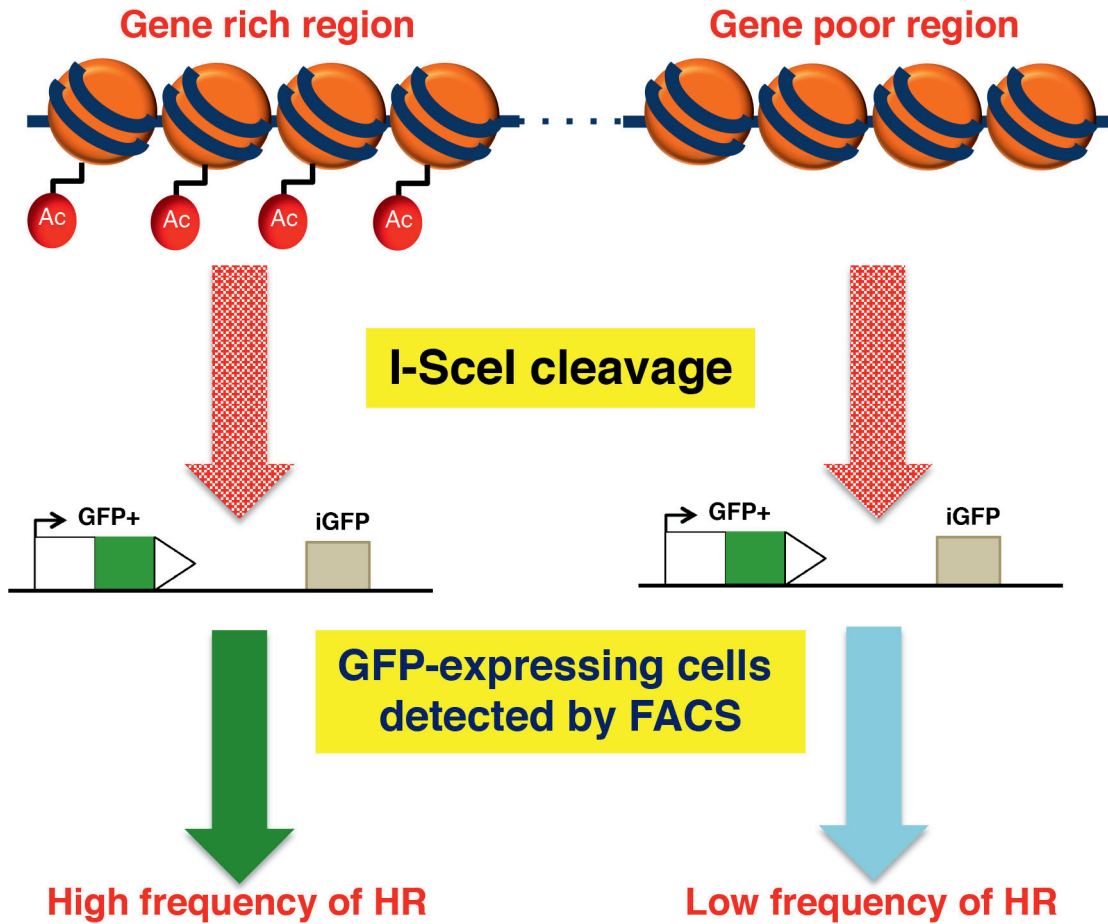 Gene rich region
Gene poor region
Ac
Ac
Ac
Ac
I-SceI cleavage
GFP+
iGFP
GFP+
iGFP
GFP-expressing cells
detected by FACS
High frequency of HR
Low frequency of HR